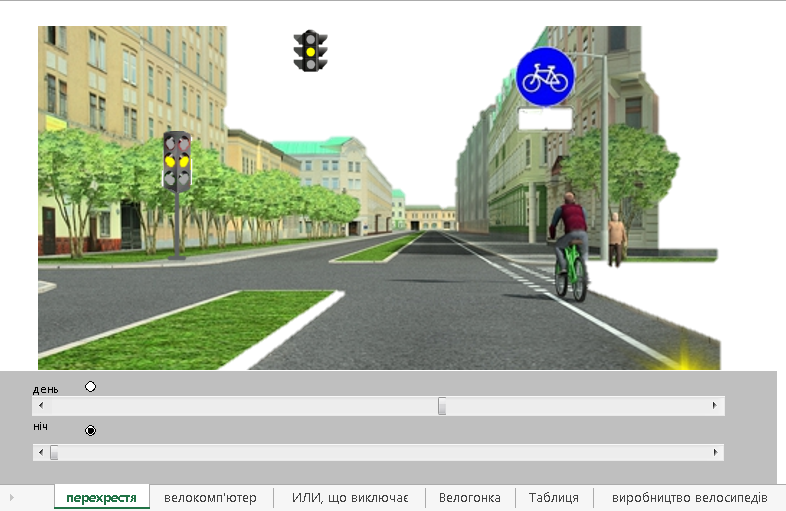 день
ніч
перехрестя
велокомп'ютер
ИЛИ, що виключає
Велогонка
Таблиця
виробництво велосипедів